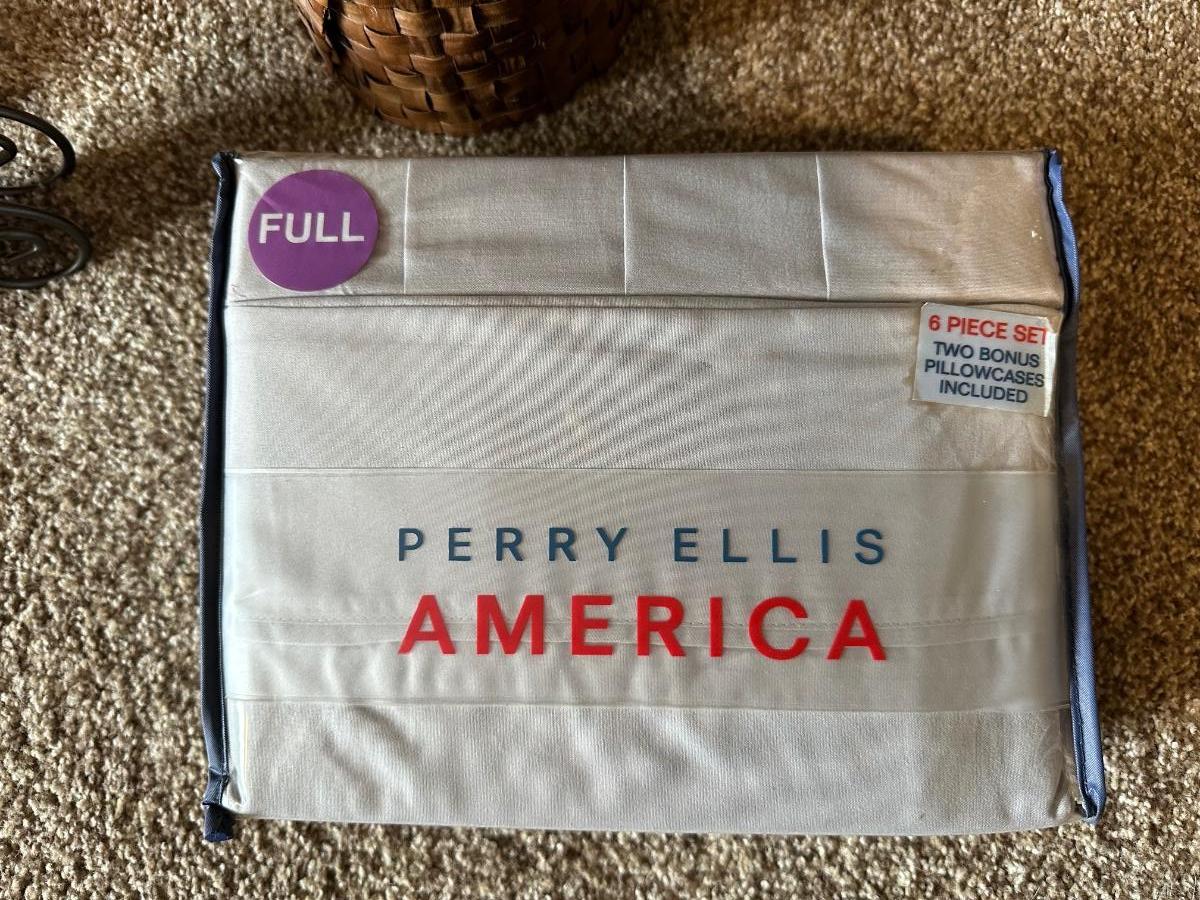 FULL
6 PIECE SET
TWO BONUS
PILLOWCASES
INCLUDED
PERRY ELLIS
AMERICA